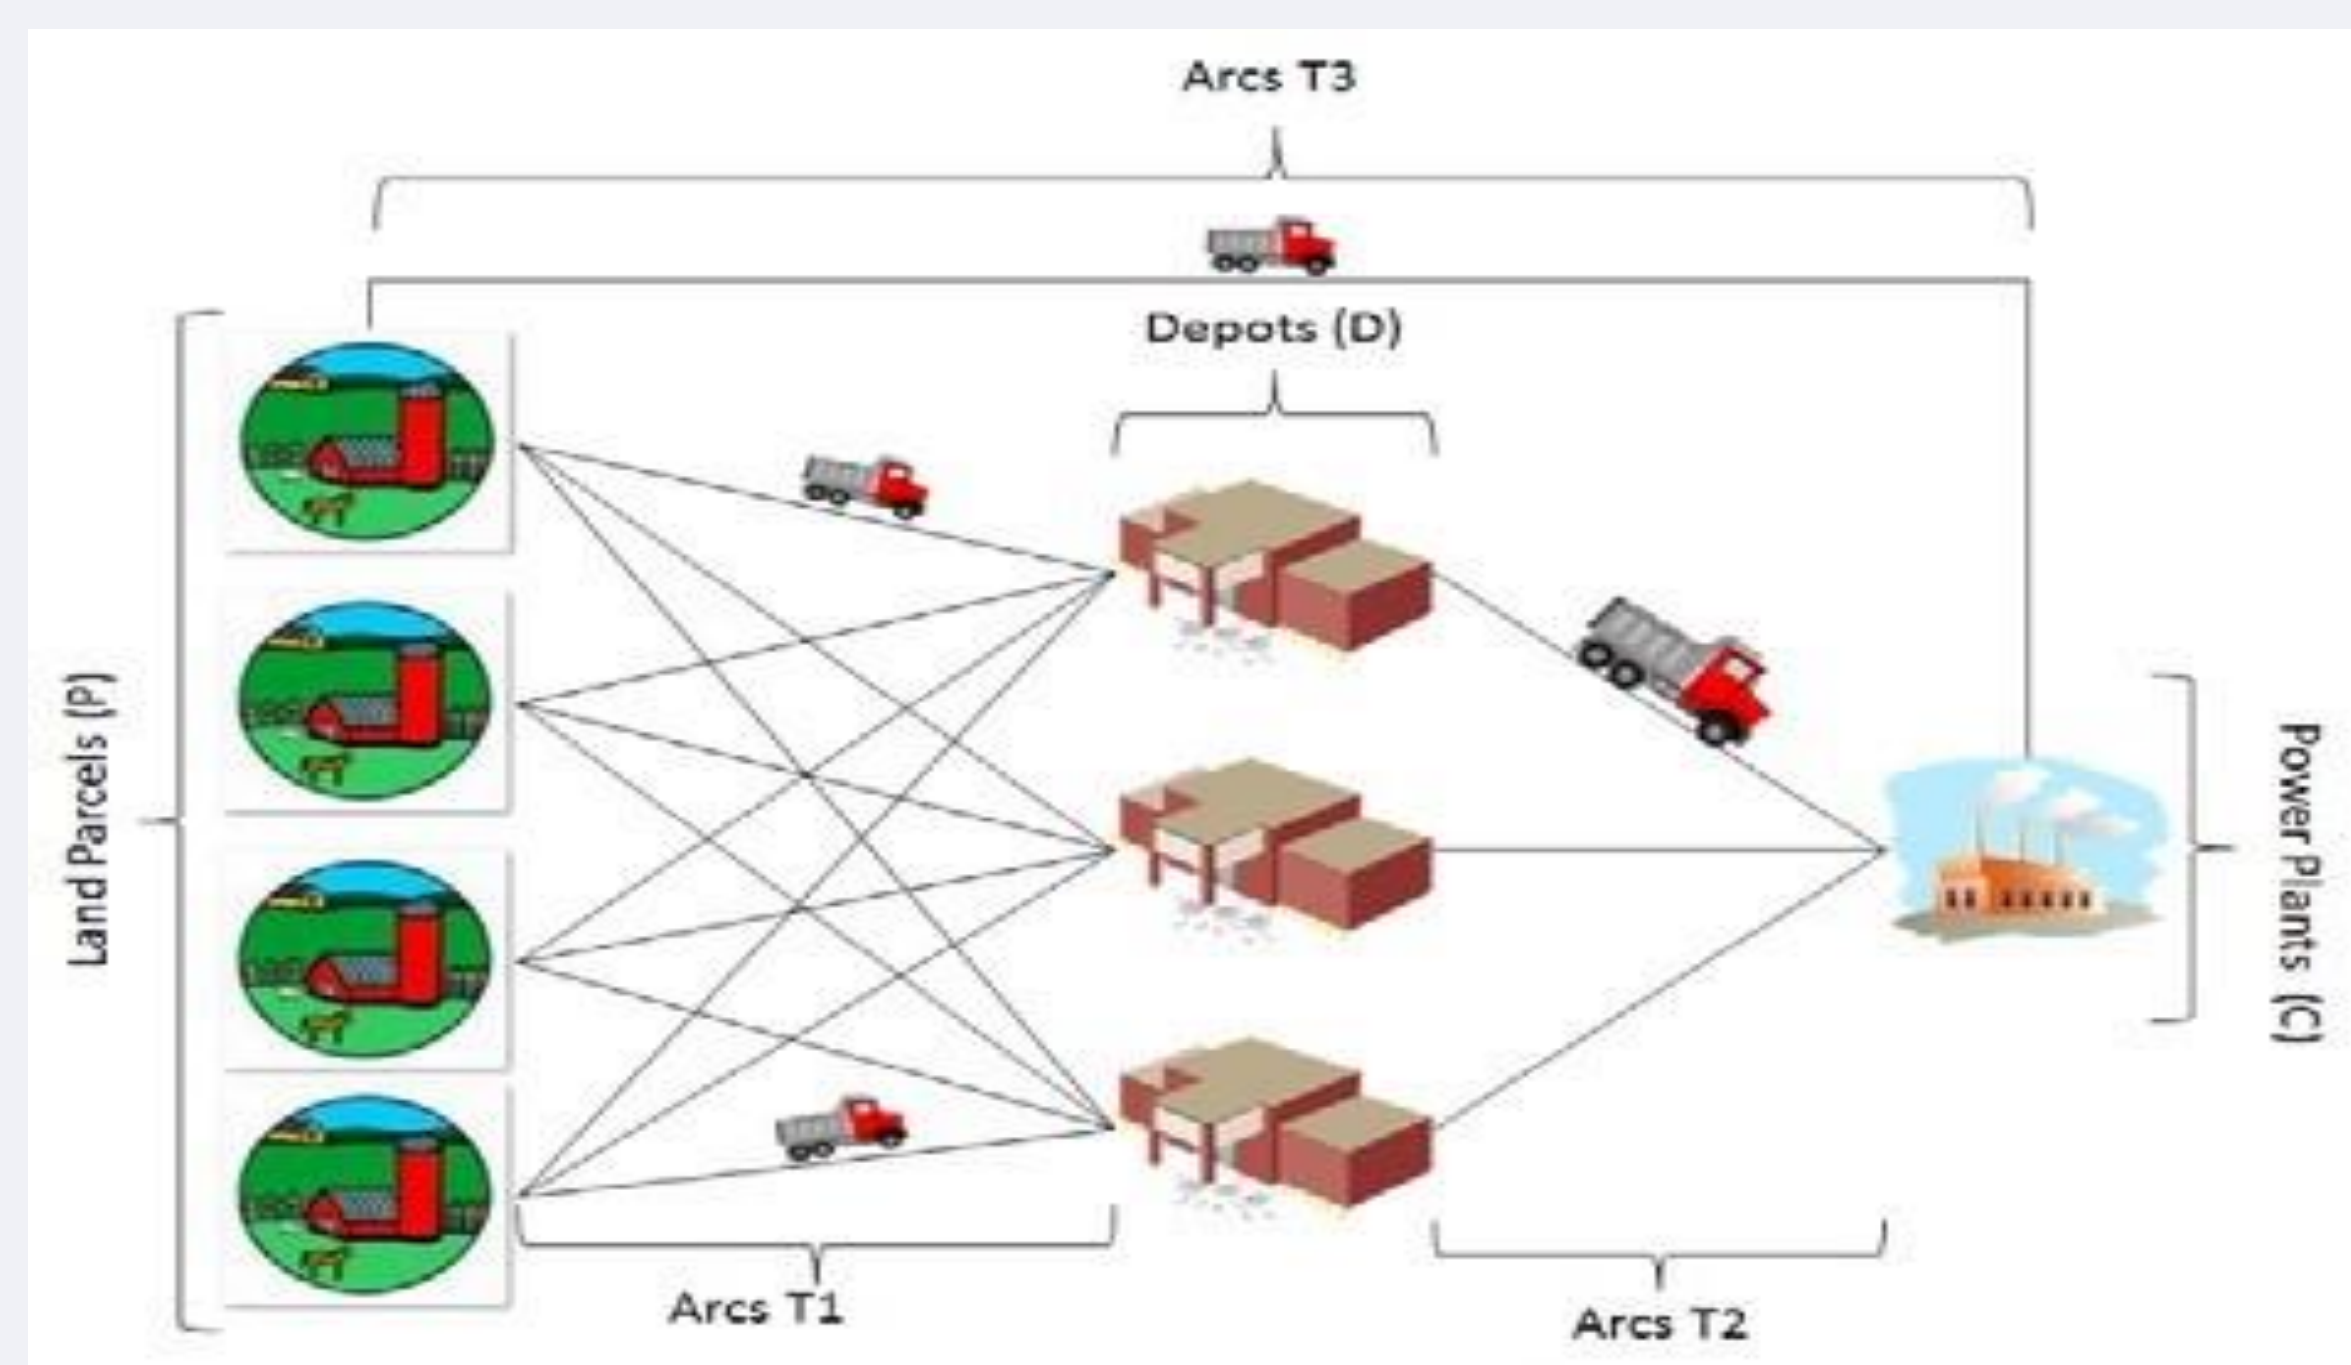 Arcs T3
Depots (D)
Land Parcels (P)
Power Plants (C)
Arcs T1
Arcs T2